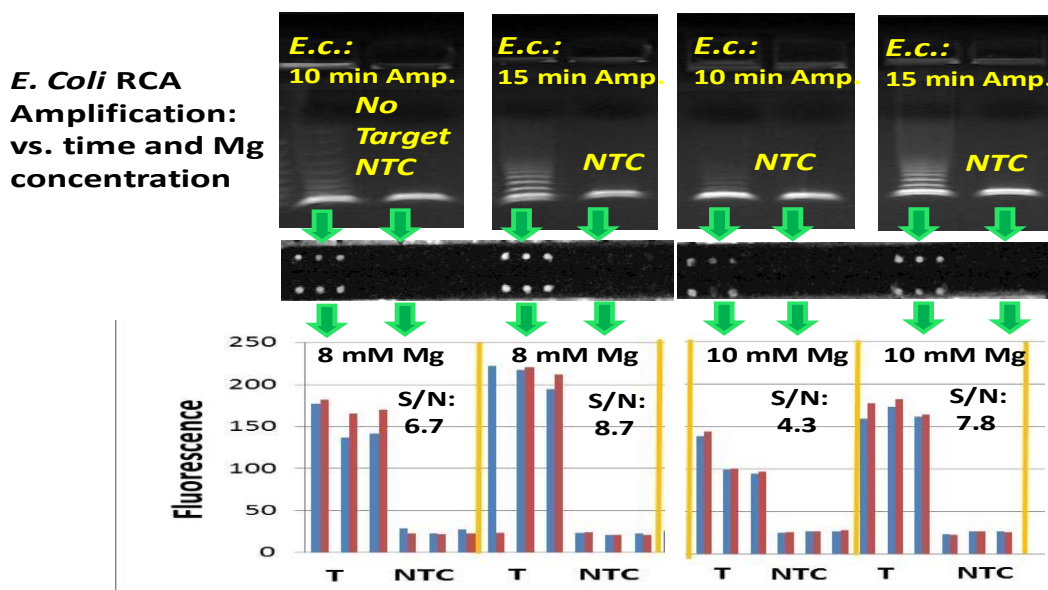 E. Coli RCA
Amplification:
vs. time and Mg
concentration
E.c.:
10 min Amp.
No
Target
NTC
E.c.:
15 min Amp.
NTC
E.c.:
10 min Amp.
NTC
E.c.:
15 min Amp.
NTC
Fluorescence
250
200
150
100
50
0
8 mM Mg
S/N:
6.7
8 mM Mg
S/N:
8.7
10 mM Mg
S/N:
4.3
10 mM Mg
S/N:
7.8
T NTC T NTC T NTC T NTC